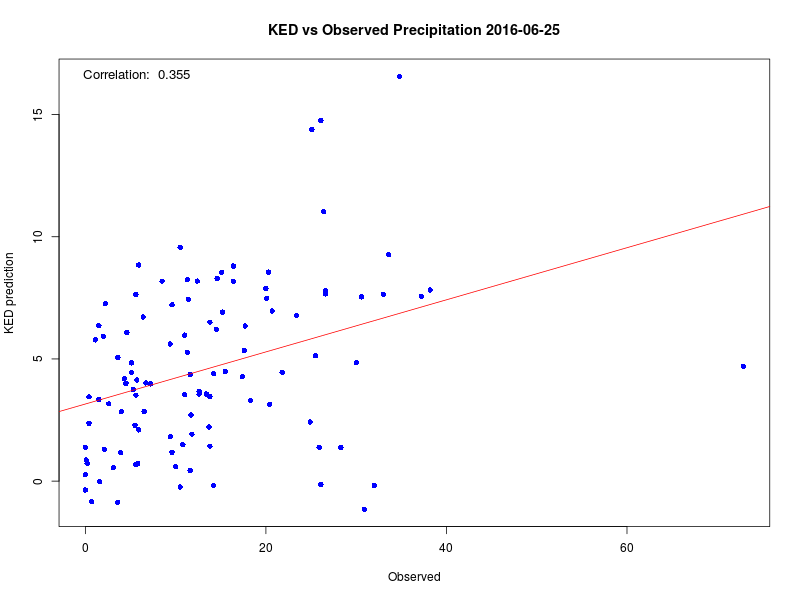 KED vs Observed Precipitation 2016-06-25
Correlation: 0.355
15
10
5
0
KED prediction
0 20 40 60
Observed